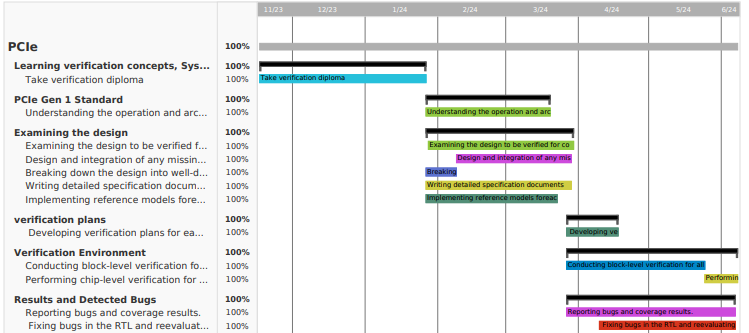 11/23 12/23 1/24 2/24 3/24 4/24 5/24 6/24
PCIe 100%
Learning verification concepts, Sys... 100%
Take verification diploma 100% Take verification diploma
PCIe Gen 1 Standard 100%
Understanding the operation and arc... 100% Understanding the operation and arc
Examining the design 100%
Examining the design to be verified f... 100% Examining the design to be verified for co
Design and integration of any missin... 100% Design and integration of any mis
Breaking down the design into well-d... 100% Breaking
Writing detailed specification docum... 100% Writing detailed specification documents
Implementing reference models fore... 100% Implementing reference models foreac
verification plans 100%
Developing verification plans for ea... 100% Developing ve
Verification Environment 100%
Conducting block-level verification fo... 100% Conducting block-level verification for all
Performing chip-level verification for ... 100% Performin
Results and Detected Bugs 100%
Reporting bugs and coverage results. 100% Reporting bugs and coverage results.
Fixing bugs in the RTL and reevaluat... 100% Fixing bugs in the RTL and reevaluating